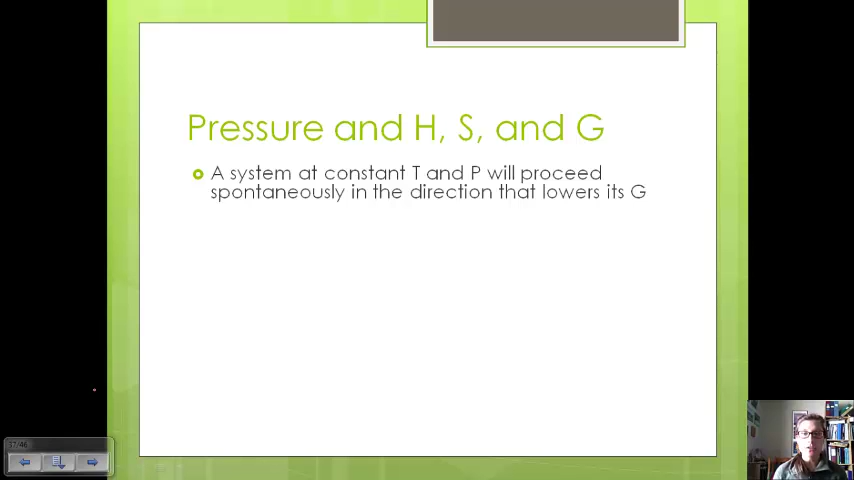 Pressure and H, S, and G
A system at constant T and P will proceed
spontaneously in the direction that lowers its G